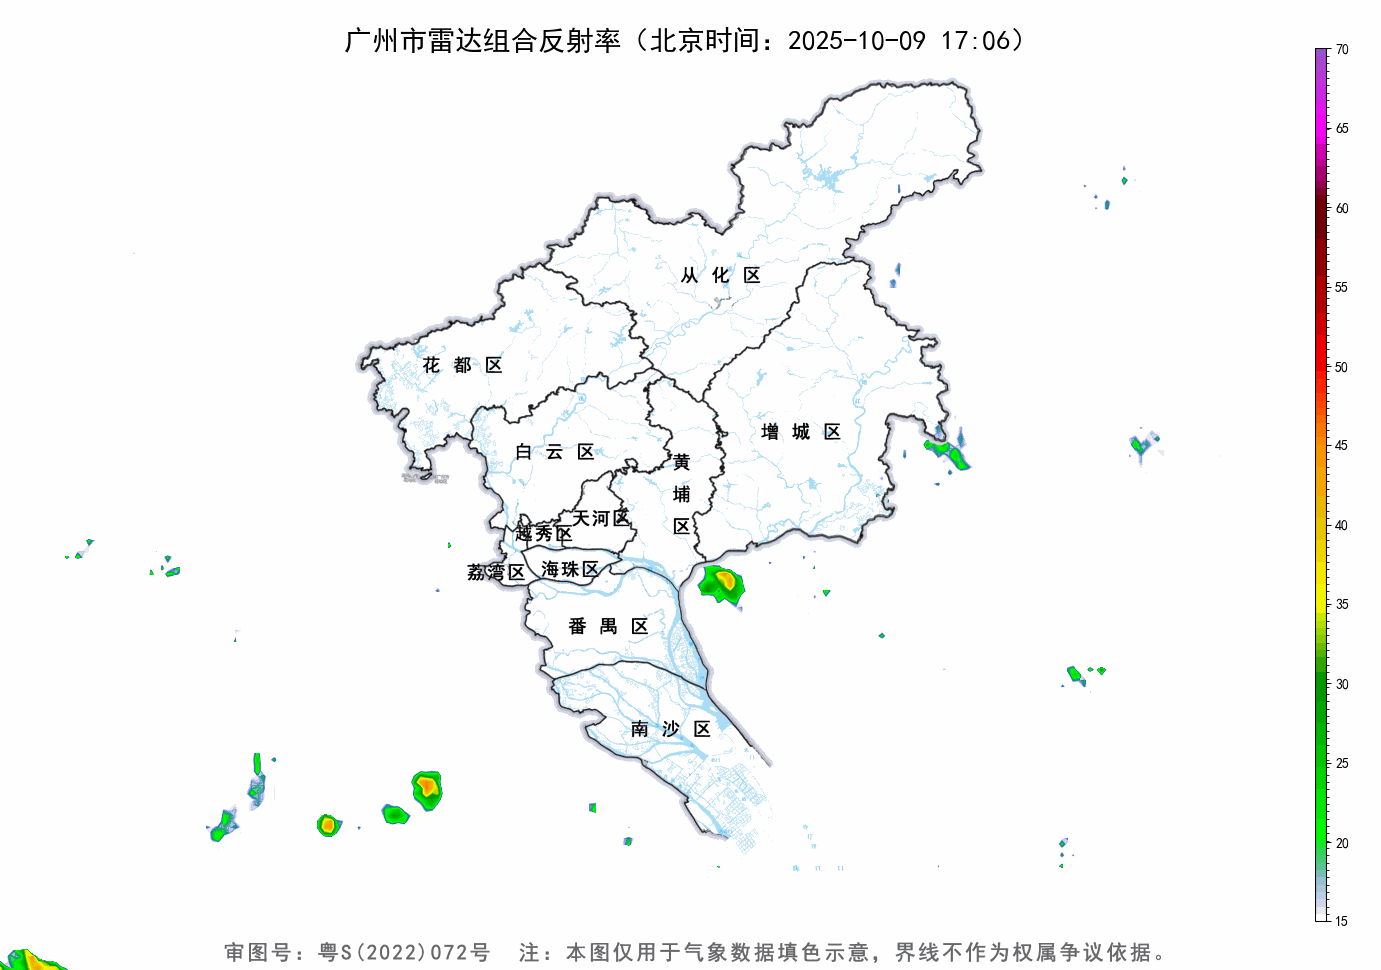 广州市雷达组合反射率（北京时间：2025-10-09 17:06）
70
65
60
55
50
45
40
35
30
25
20
15
从化区
花都区
增城区
白云区
黄埔区
天河区
越秀区
荔湾区
海珠区
番禺区
南沙区
审图号：粤S(2022)072号 注：本图仅用于气象数据填色示意，界线不作为权属争议依据。